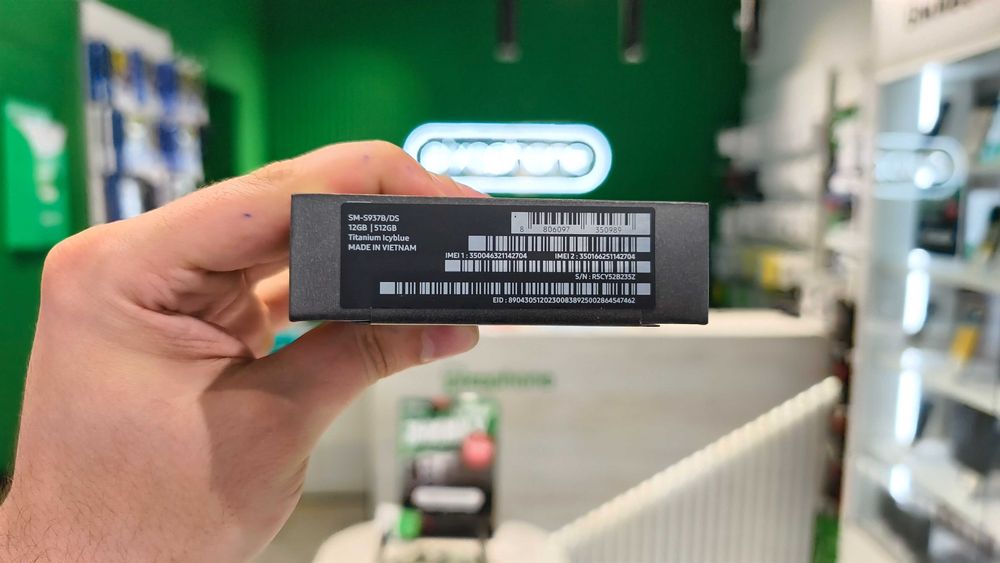 SM-S937B/DS
12GB | 512GB
Titanium Icyblue
MADE IN VIETNAM
8 806097 350989
IMEI 1 : 350046321142704 IMEI 2 : 350166251142704
S/N : R5CY52B235Z
EID : 89043051202300838925002864547462